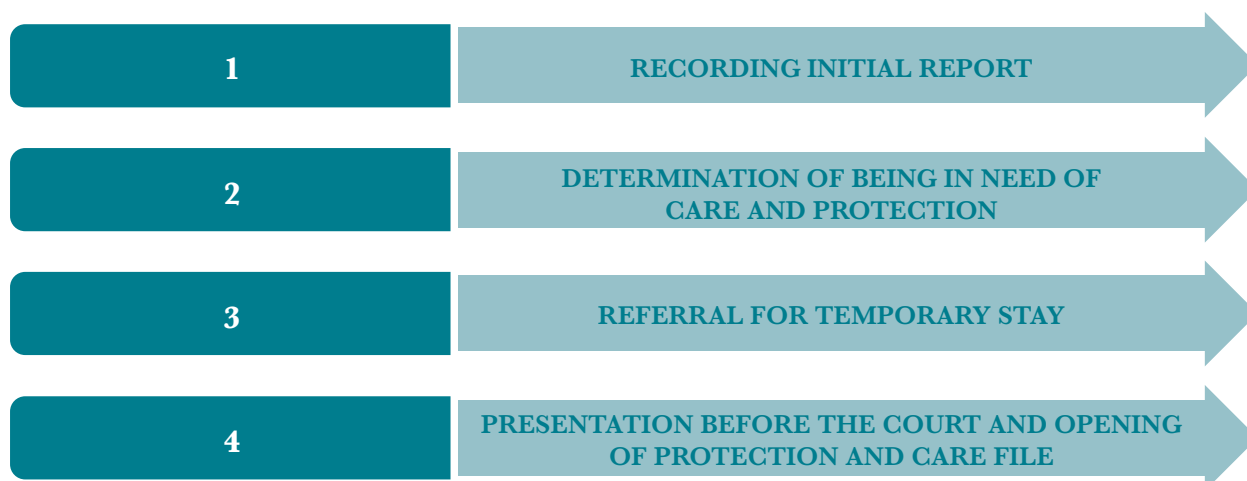 1
RECORDING INITIAL REPORT
2
DETERMINATION OF BEING IN NEED OF
CARE AND PROTECTION
3
REFERRAL FOR TEMPORARY STAY
4
PRESENTATION BEFORE THE COURT AND OPENING
OF PROTECTION AND CARE FILE